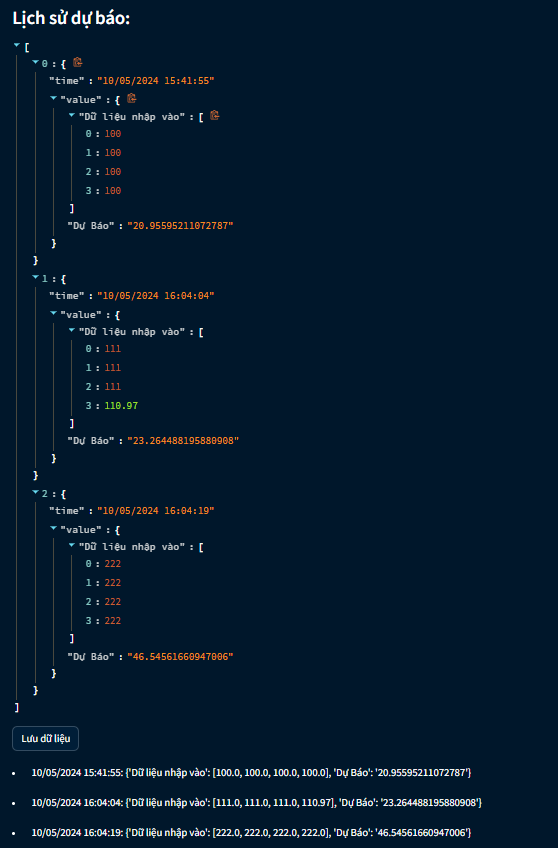 Lịch sử dự báo:
[
0 : {
"time" : "10/05/2024 15:41:55"
"value" : {
"Dữ liệu nhập vào" : [
0 : 100
1 : 100
2 : 100
3 : 100
]
"Dự Báo" : "20.95595211072787"
}
}
1 : {
"time" : "10/05/2024 16:04:04"
"value" : {
"Dữ liệu nhập vào" : [
0 : 111
1 : 111
2 : 111
3 : 110.97
]
"Dự Báo" : "23.264488195880908"
}
}
2 : {
"time" : "10/05/2024 16:04:19"
"value" : {
"Dữ liệu nhập vào" : [
0 : 222
1 : 222
2 : 222
3 : 222
]
"Dự Báo" : "46.54561660947006"
}
}
]
Lưu dữ liệu
• 10/05/2024 15:41:55: {'Dữ liệu nhập vào': [100.0, 100.0, 100.0, 100.0], 'Dự Báo': '20.95595211072787'}
• 10/05/2024 16:04:04: {'Dữ liệu nhập vào': [111.0, 111.0, 111.0, 110.97], 'Dự Báo': '23.264488195880908'}
• 10/05/2024 16:04:19: {'Dữ liệu nhập vào': [222.0, 222.0, 222.0, 222.0], 'Dự Báo': '46.54561660947006'}